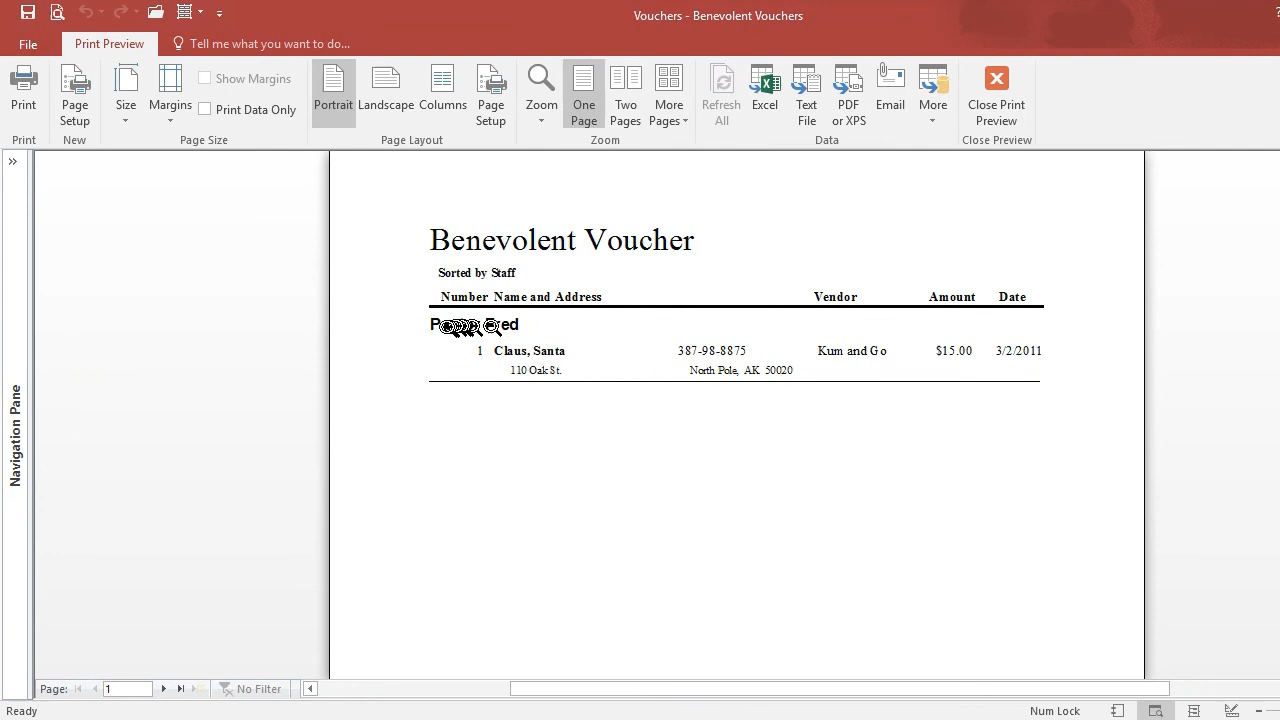 Vouchers - Benevolent Vouchers
?
File
Print Preview
Tell me what you want to do...
Print
Page Setup
Size
Margins
Show Margins
Print Data Only
Portrait
Landscape
Columns
Page Setup
Zoom
One Page
Two Pages
More Pages
Refresh All
Excel
Text File
PDF or XPS
Email
More
Close Print Preview
Print
New
Page Size
Page Layout
Zoom
Data
Close Preview
»
Navigation Pane
Benevolent Voucher
Sorted by Staff
Number Name and Address Vendor Amount Date
1 Claus, Santa 387-98-8875 Kum and Go $15.00 3/2/2011
110 Oak St. North Pole, AK 50020
Page: 1 No Filter
Ready
Num Lock